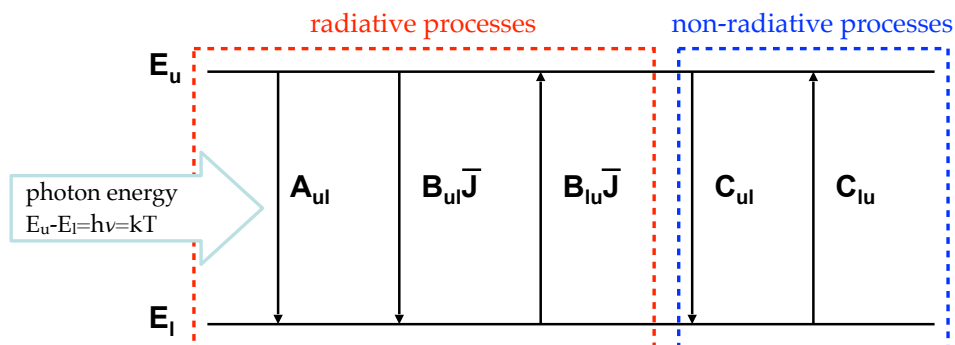 radiative processes
non-radiative processes
Eᵤ
photon energy
Eᵤ-Eₗ=hν=kT
Aᵤₗ
BᵤₗJ̅
BₗᵤJ̅
Cᵤₗ
Cₗᵤ
Eₗ